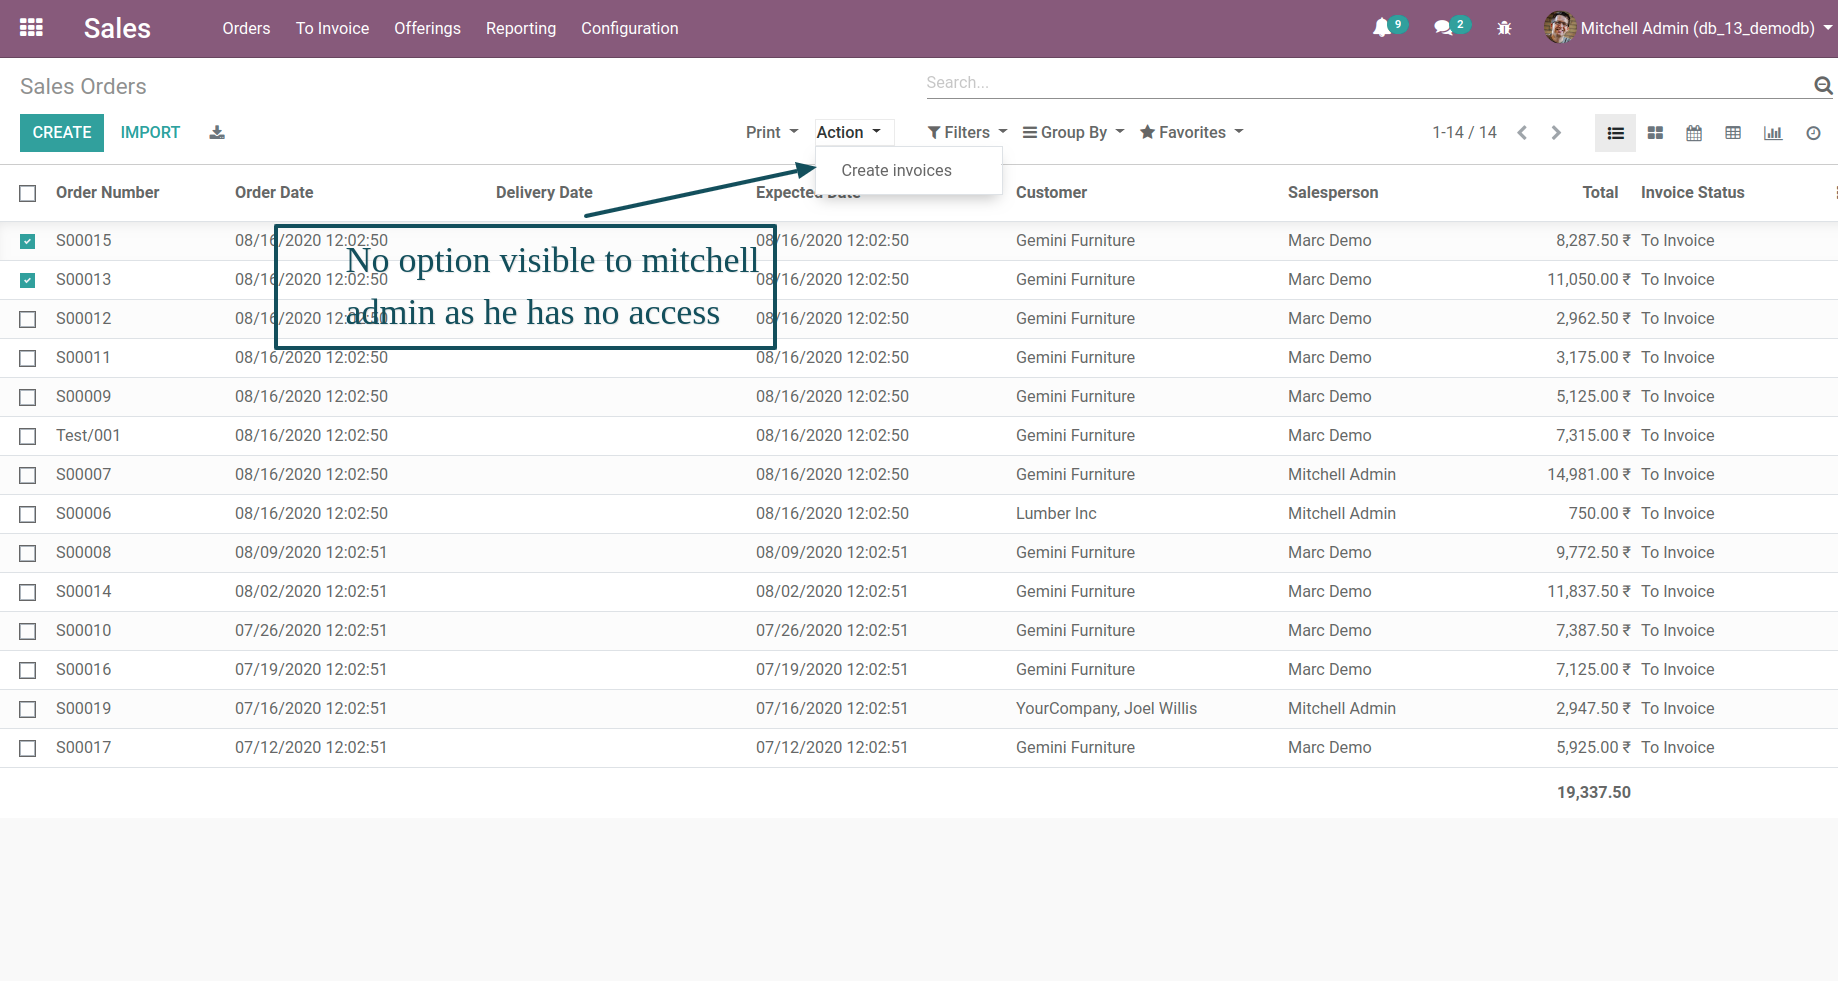 Sales Orders To Invoice Offerings Reporting Configuration 9 2 Mitchell Admin (db_13_demodb)
Sales Orders Search...
CREATE IMPORT Print Action Filters Group By Favorites 1-14 / 14
Create invoices
Order Number Order Date Delivery Date Expected Date Customer Salesperson Total Invoice Status
S00015 08/16/2020 12:02:50 08/16/2020 12:02:50 Gemini Furniture Marc Demo 8,287.50 ₹ To Invoice
No option visible to mitchell
S00013 08/16/2020 12:02:50 08/16/2020 12:02:50 Gemini Furniture Marc Demo 11,050.00 ₹ To Invoice
admin as he has no access
S00012 08/16/2020 12:02:50 08/16/2020 12:02:50 Gemini Furniture Marc Demo 2,962.50 ₹ To Invoice
S00011 08/16/2020 12:02:50 08/16/2020 12:02:50 Gemini Furniture Marc Demo 3,175.00 ₹ To Invoice
S00009 08/16/2020 12:02:50 08/16/2020 12:02:50 Gemini Furniture Marc Demo 5,125.00 ₹ To Invoice
Test/001 08/16/2020 12:02:50 08/16/2020 12:02:50 Gemini Furniture Marc Demo 7,315.00 ₹ To Invoice
S00007 08/16/2020 12:02:50 08/16/2020 12:02:50 Gemini Furniture Mitchell Admin 14,981.00 ₹ To Invoice
S00006 08/16/2020 12:02:50 08/16/2020 12:02:50 Lumber Inc Mitchell Admin 750.00 ₹ To Invoice
S00008 08/09/2020 12:02:51 08/09/2020 12:02:51 Gemini Furniture Marc Demo 9,772.50 ₹ To Invoice
S00014 08/02/2020 12:02:51 08/02/2020 12:02:51 Gemini Furniture Marc Demo 11,837.50 ₹ To Invoice
S00010 07/26/2020 12:02:51 07/26/2020 12:02:51 Gemini Furniture Marc Demo 7,387.50 ₹ To Invoice
S00016 07/19/2020 12:02:51 07/19/2020 12:02:51 Gemini Furniture Marc Demo 7,125.00 ₹ To Invoice
S00019 07/16/2020 12:02:51 07/16/2020 12:02:51 YourCompany, Joel Willis Mitchell Admin 2,947.50 ₹ To Invoice
S00017 07/12/2020 12:02:51 07/12/2020 12:02:51 Gemini Furniture Marc Demo 5,925.00 ₹ To Invoice
19,337.50